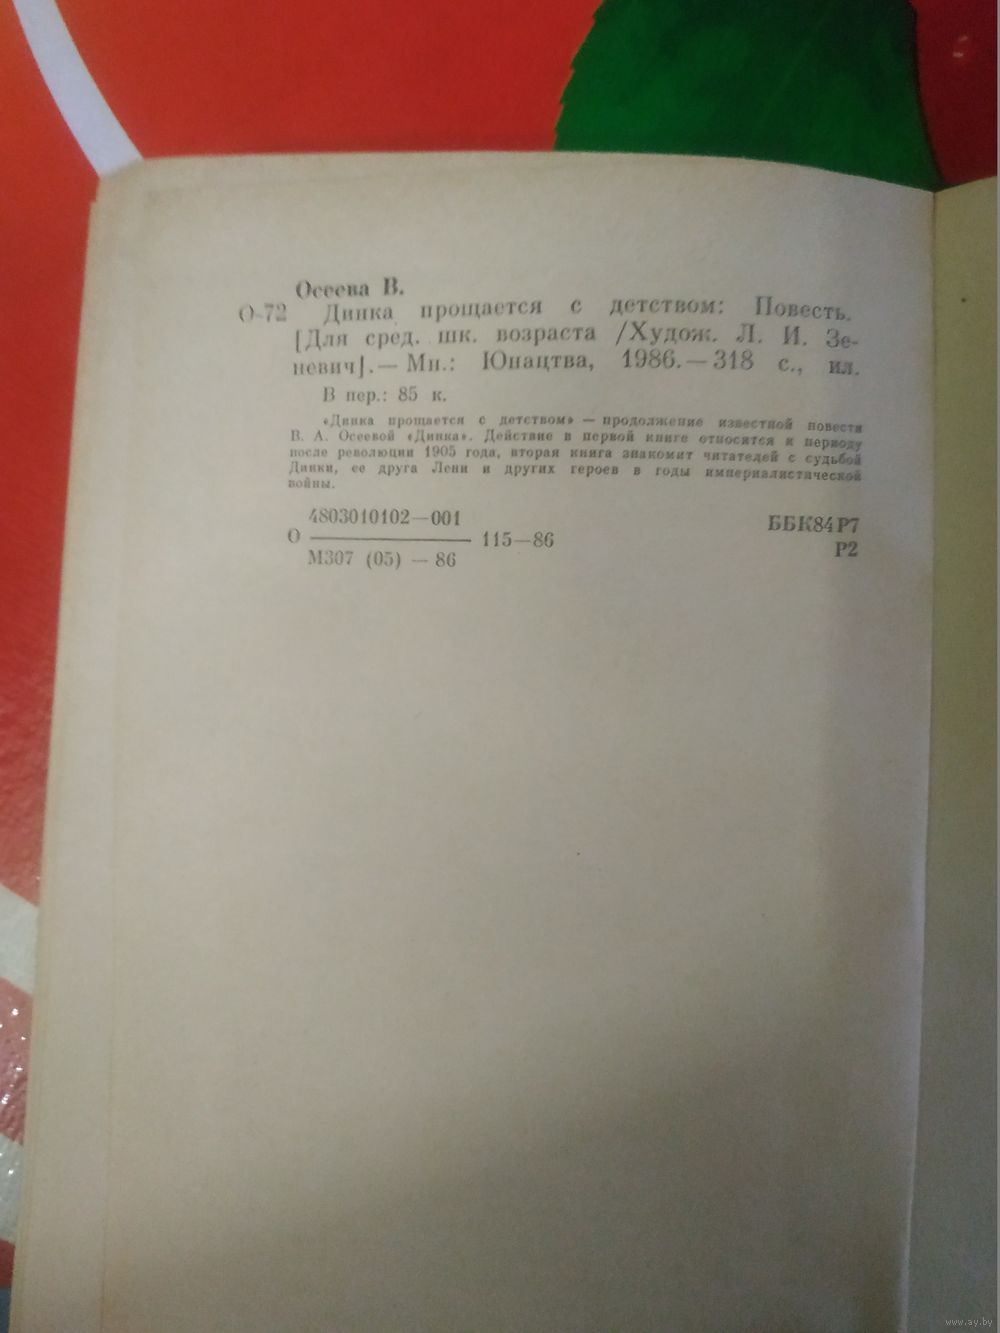 Осеева В.
О-72 Динка прощается с детством: Повесть.
[Для сред. шк. возраста /Худож. Л. И. Зе-
невич].— Мн.: Юнацтва, 1986.—318 с., ил.
В пер.: 85 к.
«Динка прощается с детством» — продолжение известной повести
В. А. Осеевой «Динка». Действие в первой книге относится к периоду
после революции 1905 года, вторая книга знакомит читателей с судьбой
Динки, ее друга Лени и других героев в годы империалистической
войны.
4803010102—001
О 115—86
М307 (05) — 86
ББК84Р7
Р2
www.ay.by